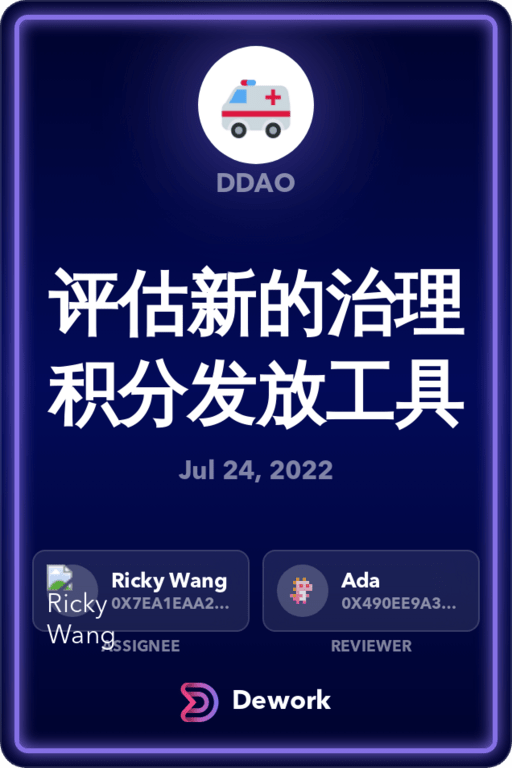 DDAO
评估新的治理
积分发放工具
Jul 24, 2022
Ricky Wang
0X7EA1EAA2...
Ricky
Wang
ASSIGNEE
Ada
0X490EE9A3...
REVIEWER
Dework